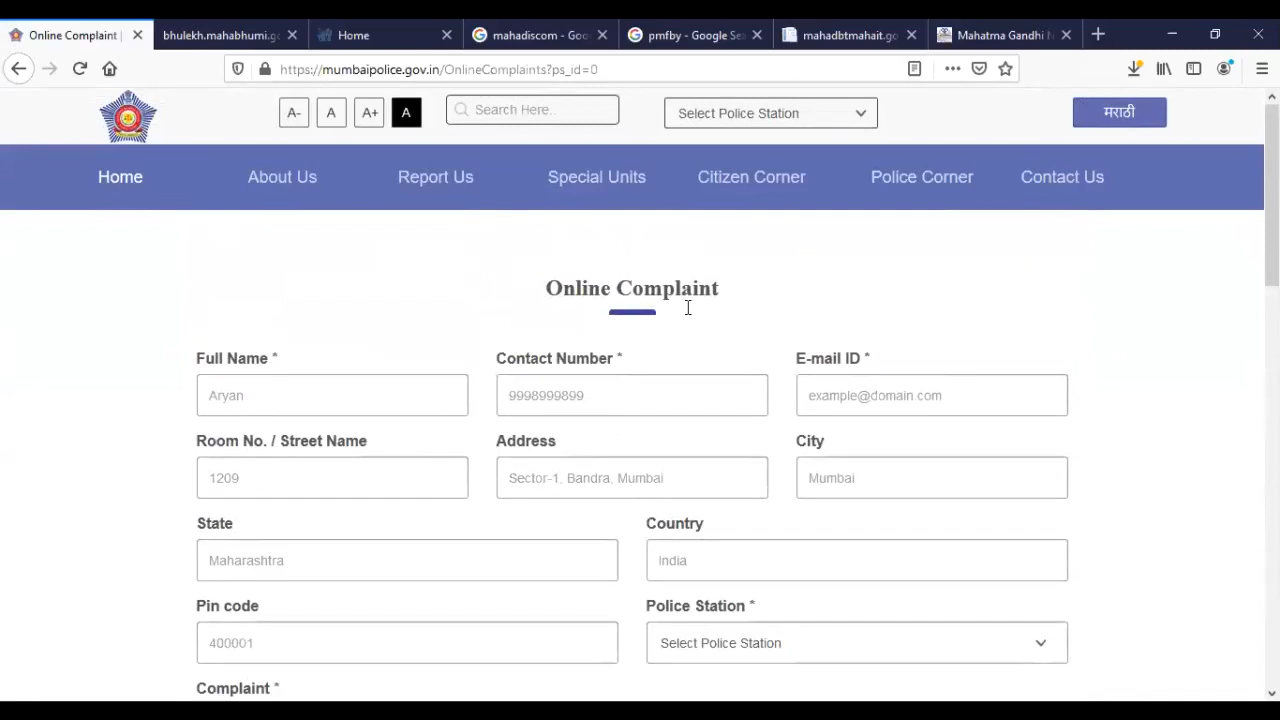 Online Complaint |
bhulekh.mahabhumi.g
Home
mahadiscom - Goo
pmfby - Google Sea
mahadbtmahait.go
Mahatma Gandhi N
https://mumbaipolice.gov.in/OnlineComplaints?ps_id=0
A- A A+ A Search Here.. Select Police Station मराठी
Home About Us Report Us Special Units Citizen Corner Police Corner Contact Us
Online Complaint
Full Name * Contact Number * E-mail ID *
Aryan 9998999899 example@domain.com
Room No. / Street Name Address City
1209 Sector-1, Bandra, Mumbai Mumbai
State Country
Maharashtra India
Pin code Police Station *
400001 Select Police Station
Complaint *